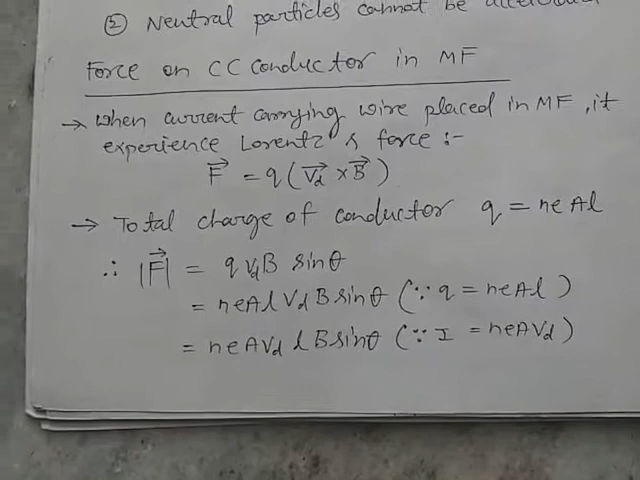 ② Neutral particles cannot be
Force on CC Conductor in MF
→ When current carrying wire placed in MF, it
experience Lorentz's force :-
F⃗ = q (V⃗d × B⃗)
→ Total charge of conductor q = neAl
∴ |F⃗| = q VdB sinθ
= neAl Vd B sinθ (∵ q = neAl)
= neAVd l B sinθ (∵ I = neAVd)